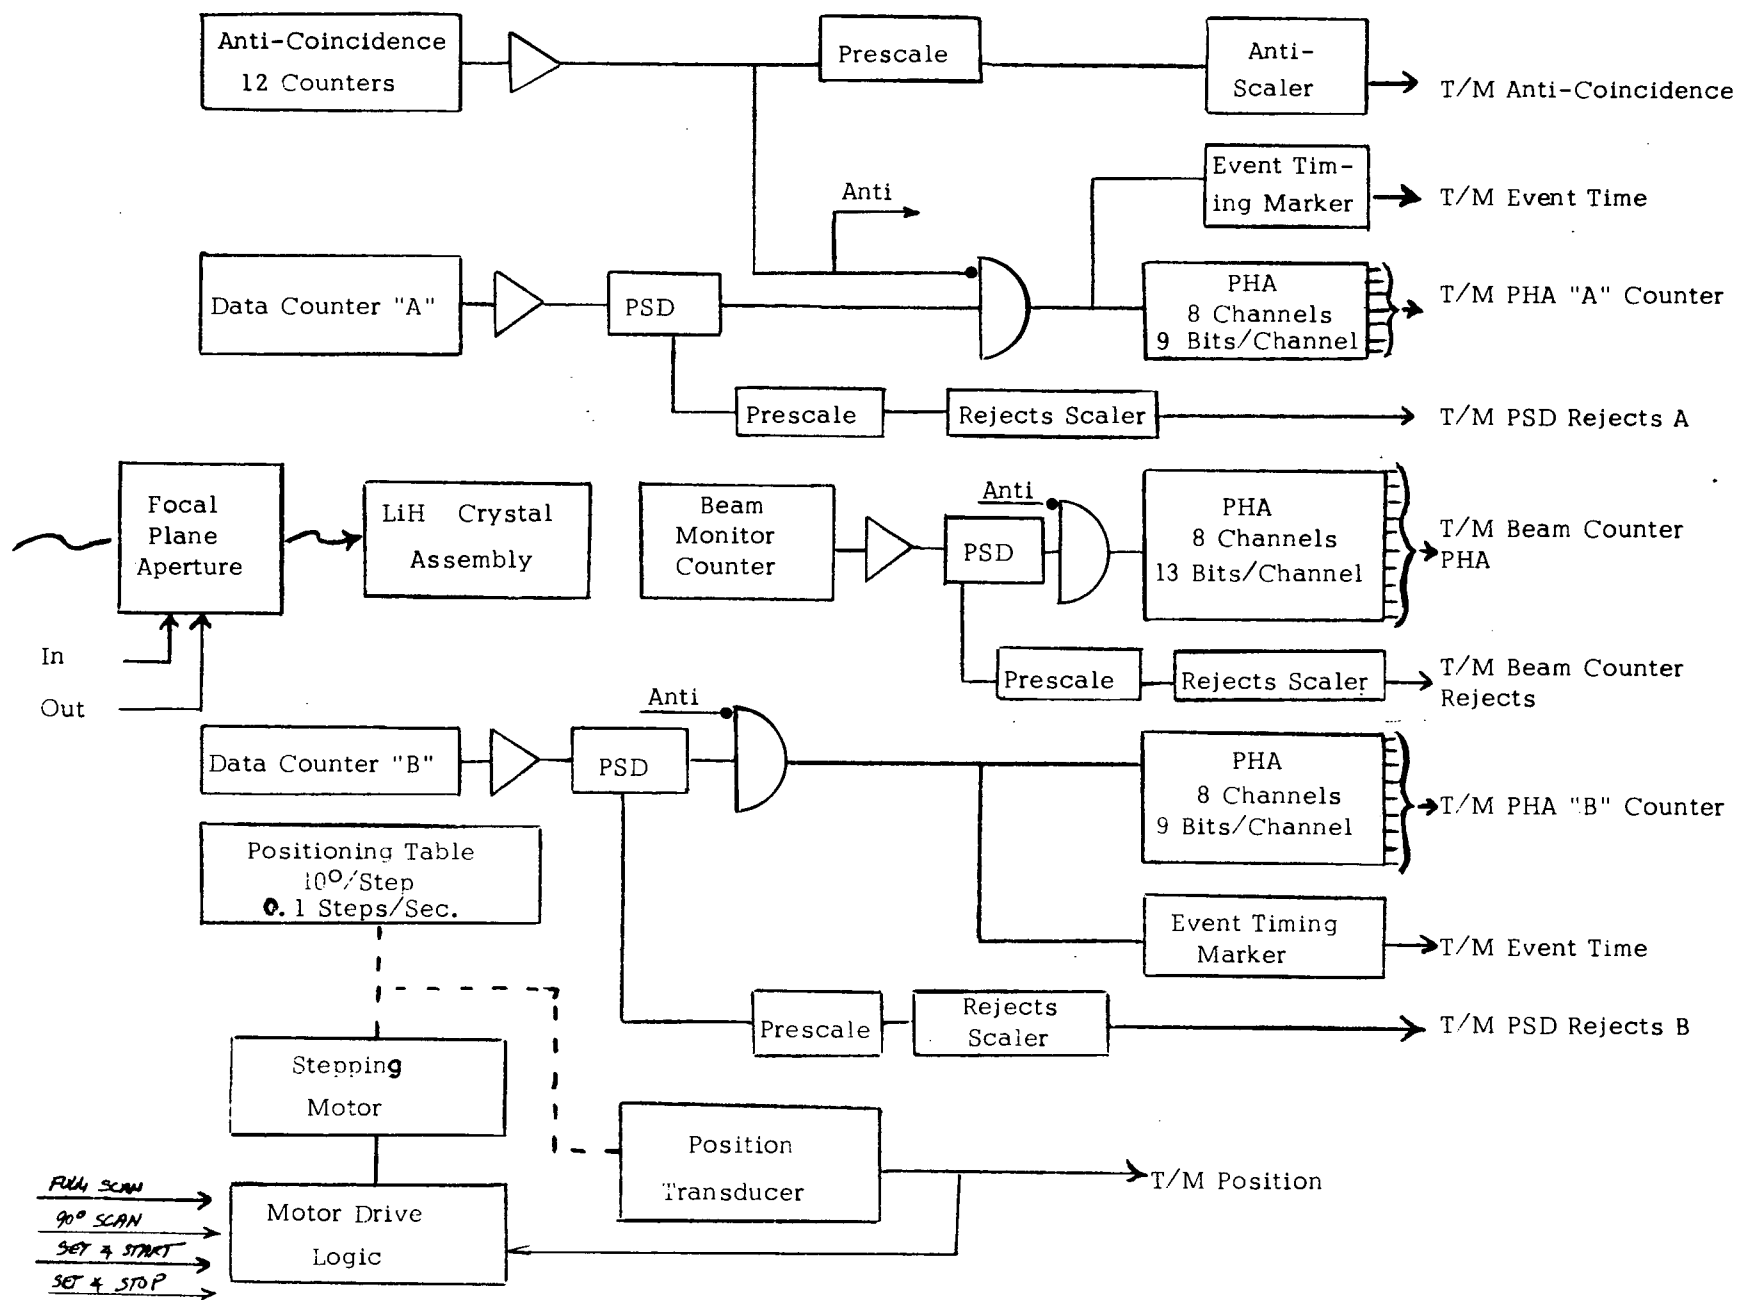 Anti-Coincidence
12 Counters
Prescale
Anti-
Scaler
T/M Anti-Coincidence
Event Tim-
ing Marker
T/M Event Time
Anti
Data Counter "A"
PSD
PHA
8 Channels
9 Bits/Channel
T/M PHA "A" Counter
Prescale
Rejects Scaler
T/M PSD Rejects A
Focal
Plane
Aperture
In
Out
LiH Crystal
Assembly
Beam
Monitor
Counter
PSD
Anti
PHA
8 Channels
13 Bits/Channel
T/M Beam Counter
PHA
Prescale
Rejects Scaler
T/M Beam Counter
Rejects
Data Counter "B"
PSD
Anti
PHA
8 Channels
9 Bits/Channel
T/M PHA "B" Counter
Event Timing
Marker
T/M Event Time
Prescale
Rejects
Scaler
T/M PSD Rejects B
Positioning Table
10°/Step
0.1 Steps/Sec.
Stepping
Motor
Position
Transducer
T/M Position
Motor Drive
Logic
FULL SCAN
90° SCAN
SET & START
SET & STOP